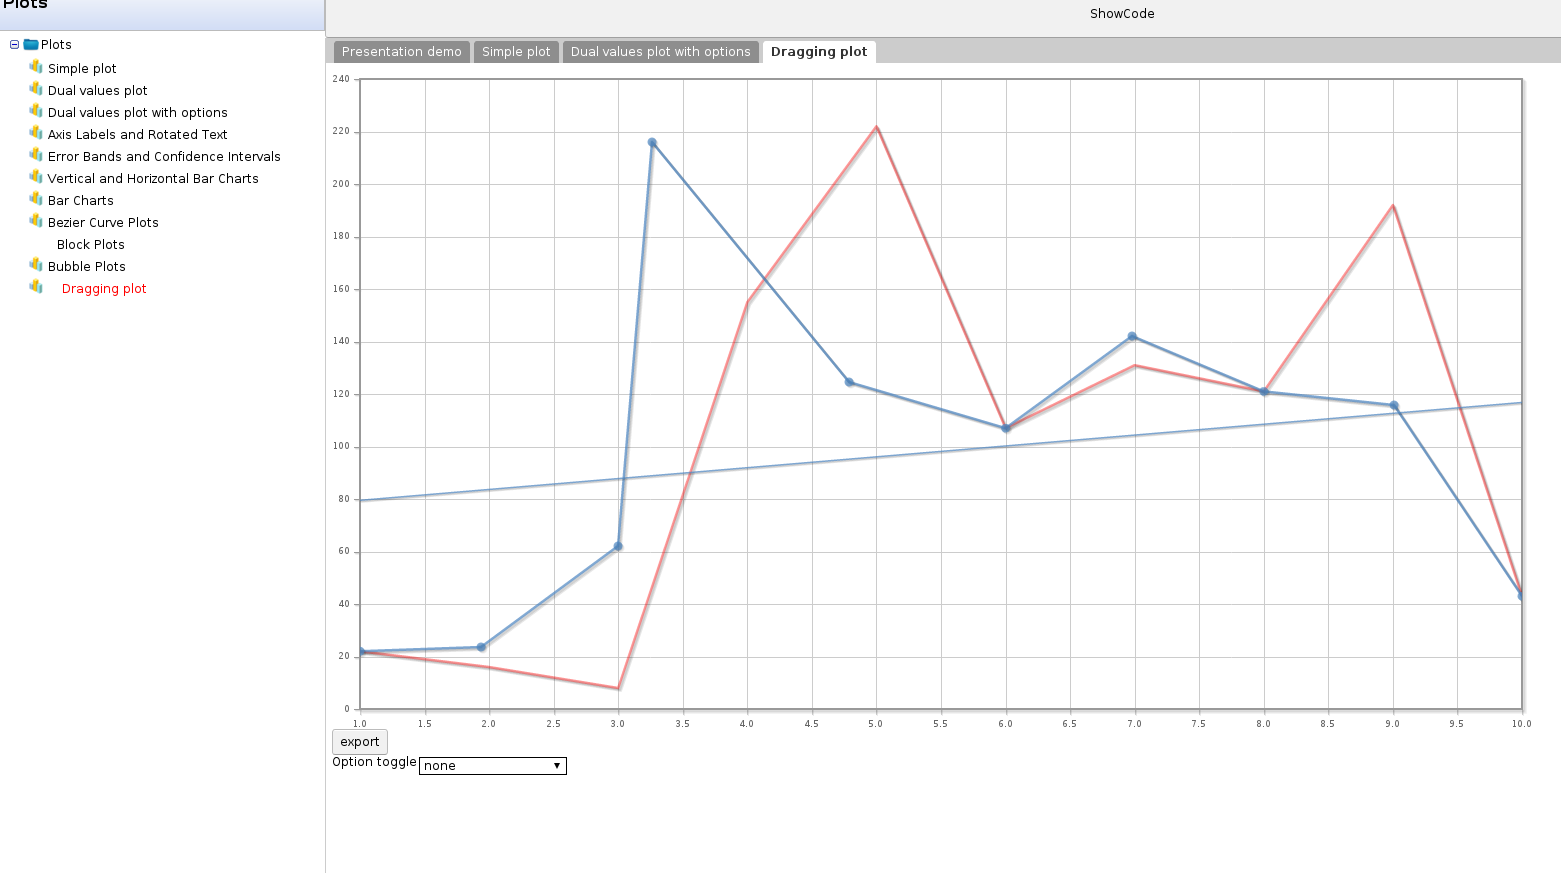 Plots
ShowCode
Plots
Simple plot
Dual values plot
Dual values plot with options
Axis Labels and Rotated Text
Error Bands and Confidence Intervals
Vertical and Horizontal Bar Charts
Bar Charts
Bezier Curve Plots
Block Plots
Bubble Plots
Dragging plot
Presentation demo Simple plot Dual values plot with options Dragging plot
240
220
200
180
160
140
120
100
80
60
40
20
0
1.0 1.5 2.0 2.5 3.0 3.5 4.0 4.5 5.0 5.5 6.0 6.5 7.0 7.5 8.0 8.5 9.0 9.5 10.0
export
Option toggle none